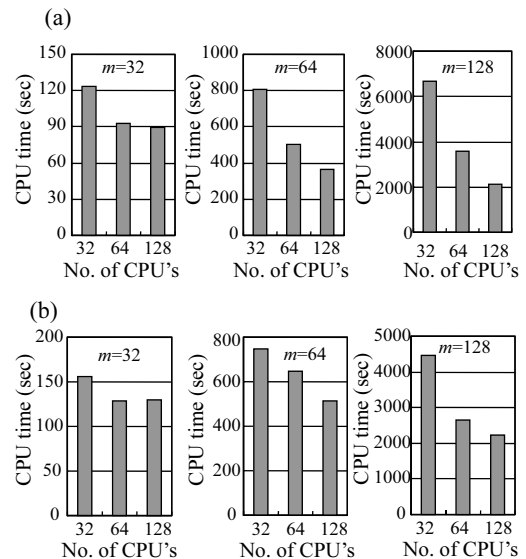 (a)
CPU time (sec)
150
120
90
60
30
0
m=32
32 64 128
No. of CPU's
CPU time (sec)
1000
800
600
400
200
0
m=64
32 64 128
No. of CPU's
CPU time (sec)
8000
6000
4000
2000
0
m=128
32 64 128
No. of CPU's
(b)
CPU time (sec)
200
150
100
50
0
m=32
32 64 128
No. of CPU's
CPU time (sec)
800
600
400
200
0
m=64
32 64 128
No. of CPU's
CPU time (sec)
5000
4000
3000
2000
1000
0
m=128
32 64 128
No. of CPU's